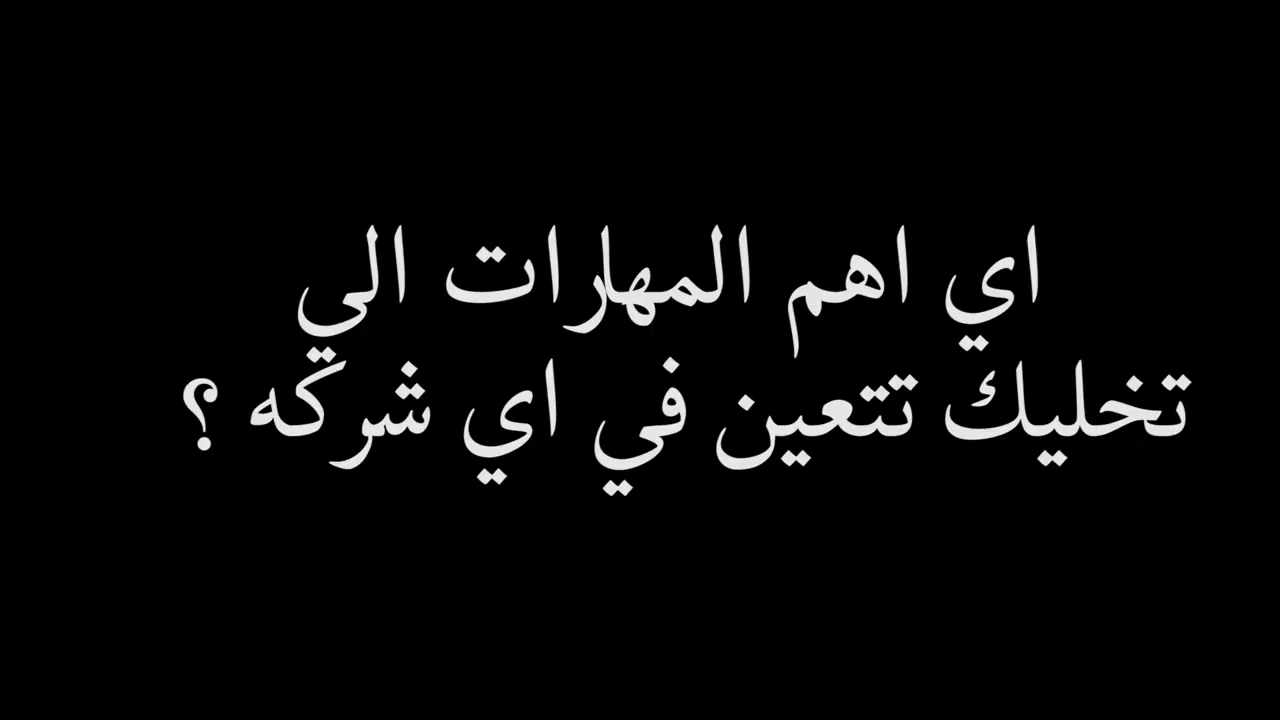 اي اهم المهارات الي
تخليك تتعين في اي شركه ؟